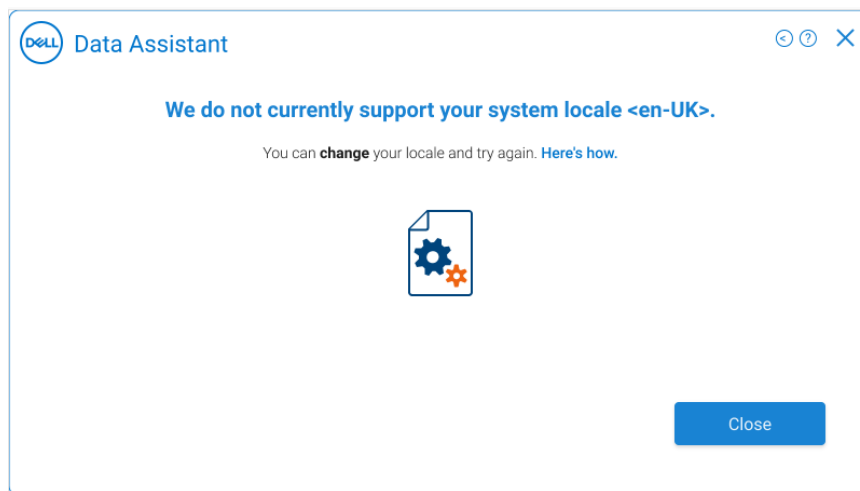 DELL Data Assistant
We do not currently support your system locale <en-UK>.
You can change your locale and try again. Here's how.
Close